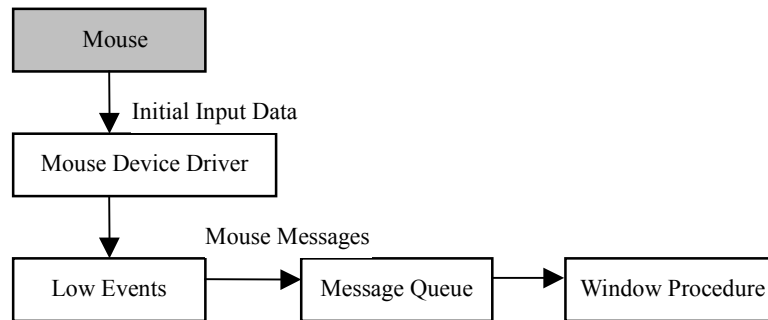 Mouse
Initial Input Data
Mouse Device Driver
Mouse Messages
Low Events
Message Queue
Window Procedure